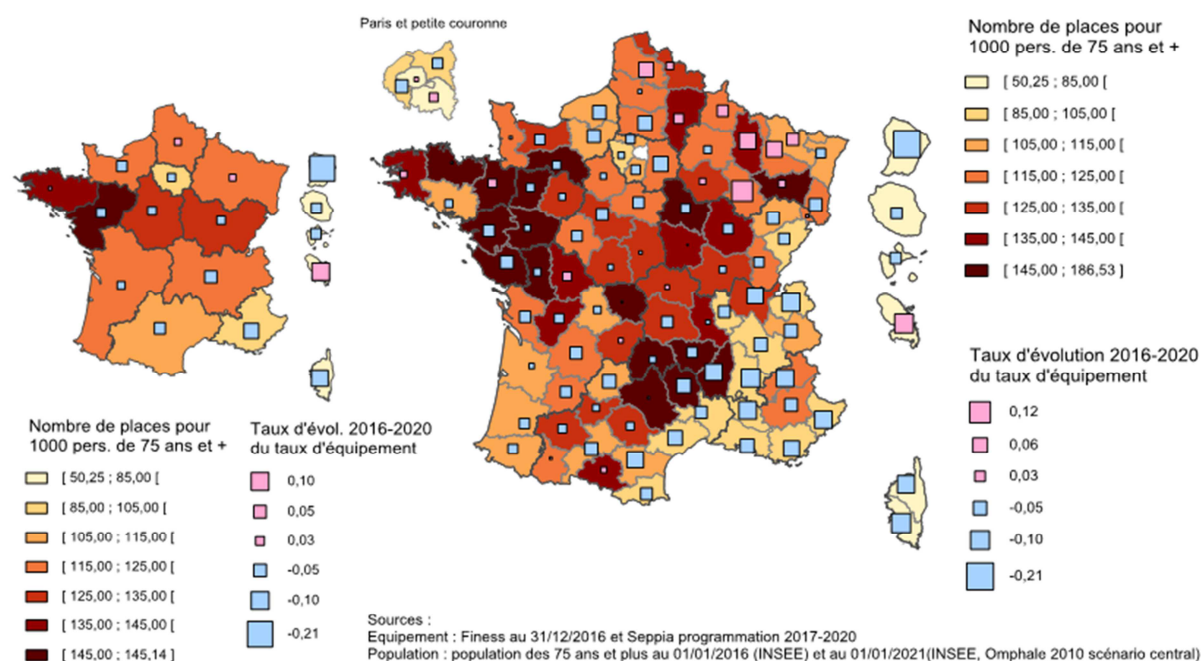 Paris et petite couronne
Nombre de places pour
1000 pers. de 75 ans et +
[ 50,25 ; 85,00 [
[ 85,00 ; 105,00 [
[ 105,00 ; 115,00 [
[ 115,00 ; 125,00 [
[ 125,00 ; 135,00 [
[ 135,00 ; 145,00 [
[ 145,00 ; 186,53 ]
Taux d'évolution 2016-2020
du taux d'équipement
0,12
0,06
0,03
-0,05
-0,10
-0,21
Nombre de places pour
1000 pers. de 75 ans et +
[ 50,25 ; 85,00 [
[ 85,00 ; 105,00 [
[ 105,00 ; 115,00 [
[ 115,00 ; 125,00 [
[ 125,00 ; 135,00 [
[ 135,00 ; 145,00 [
[ 145,00 ; 145,14 ]
Taux d'évol. 2016-2020
du taux d'équipement
0,10
0,05
0,03
-0,05
-0,10
-0,21
Sources :
Equipement : Finess au 31/12/2016 et Seppia programmation 2017-2020
Population : population des 75 ans et plus au 01/01/2016 (INSEE) et au 01/01/2021(INSEE, Omphale 2010 scénario central)